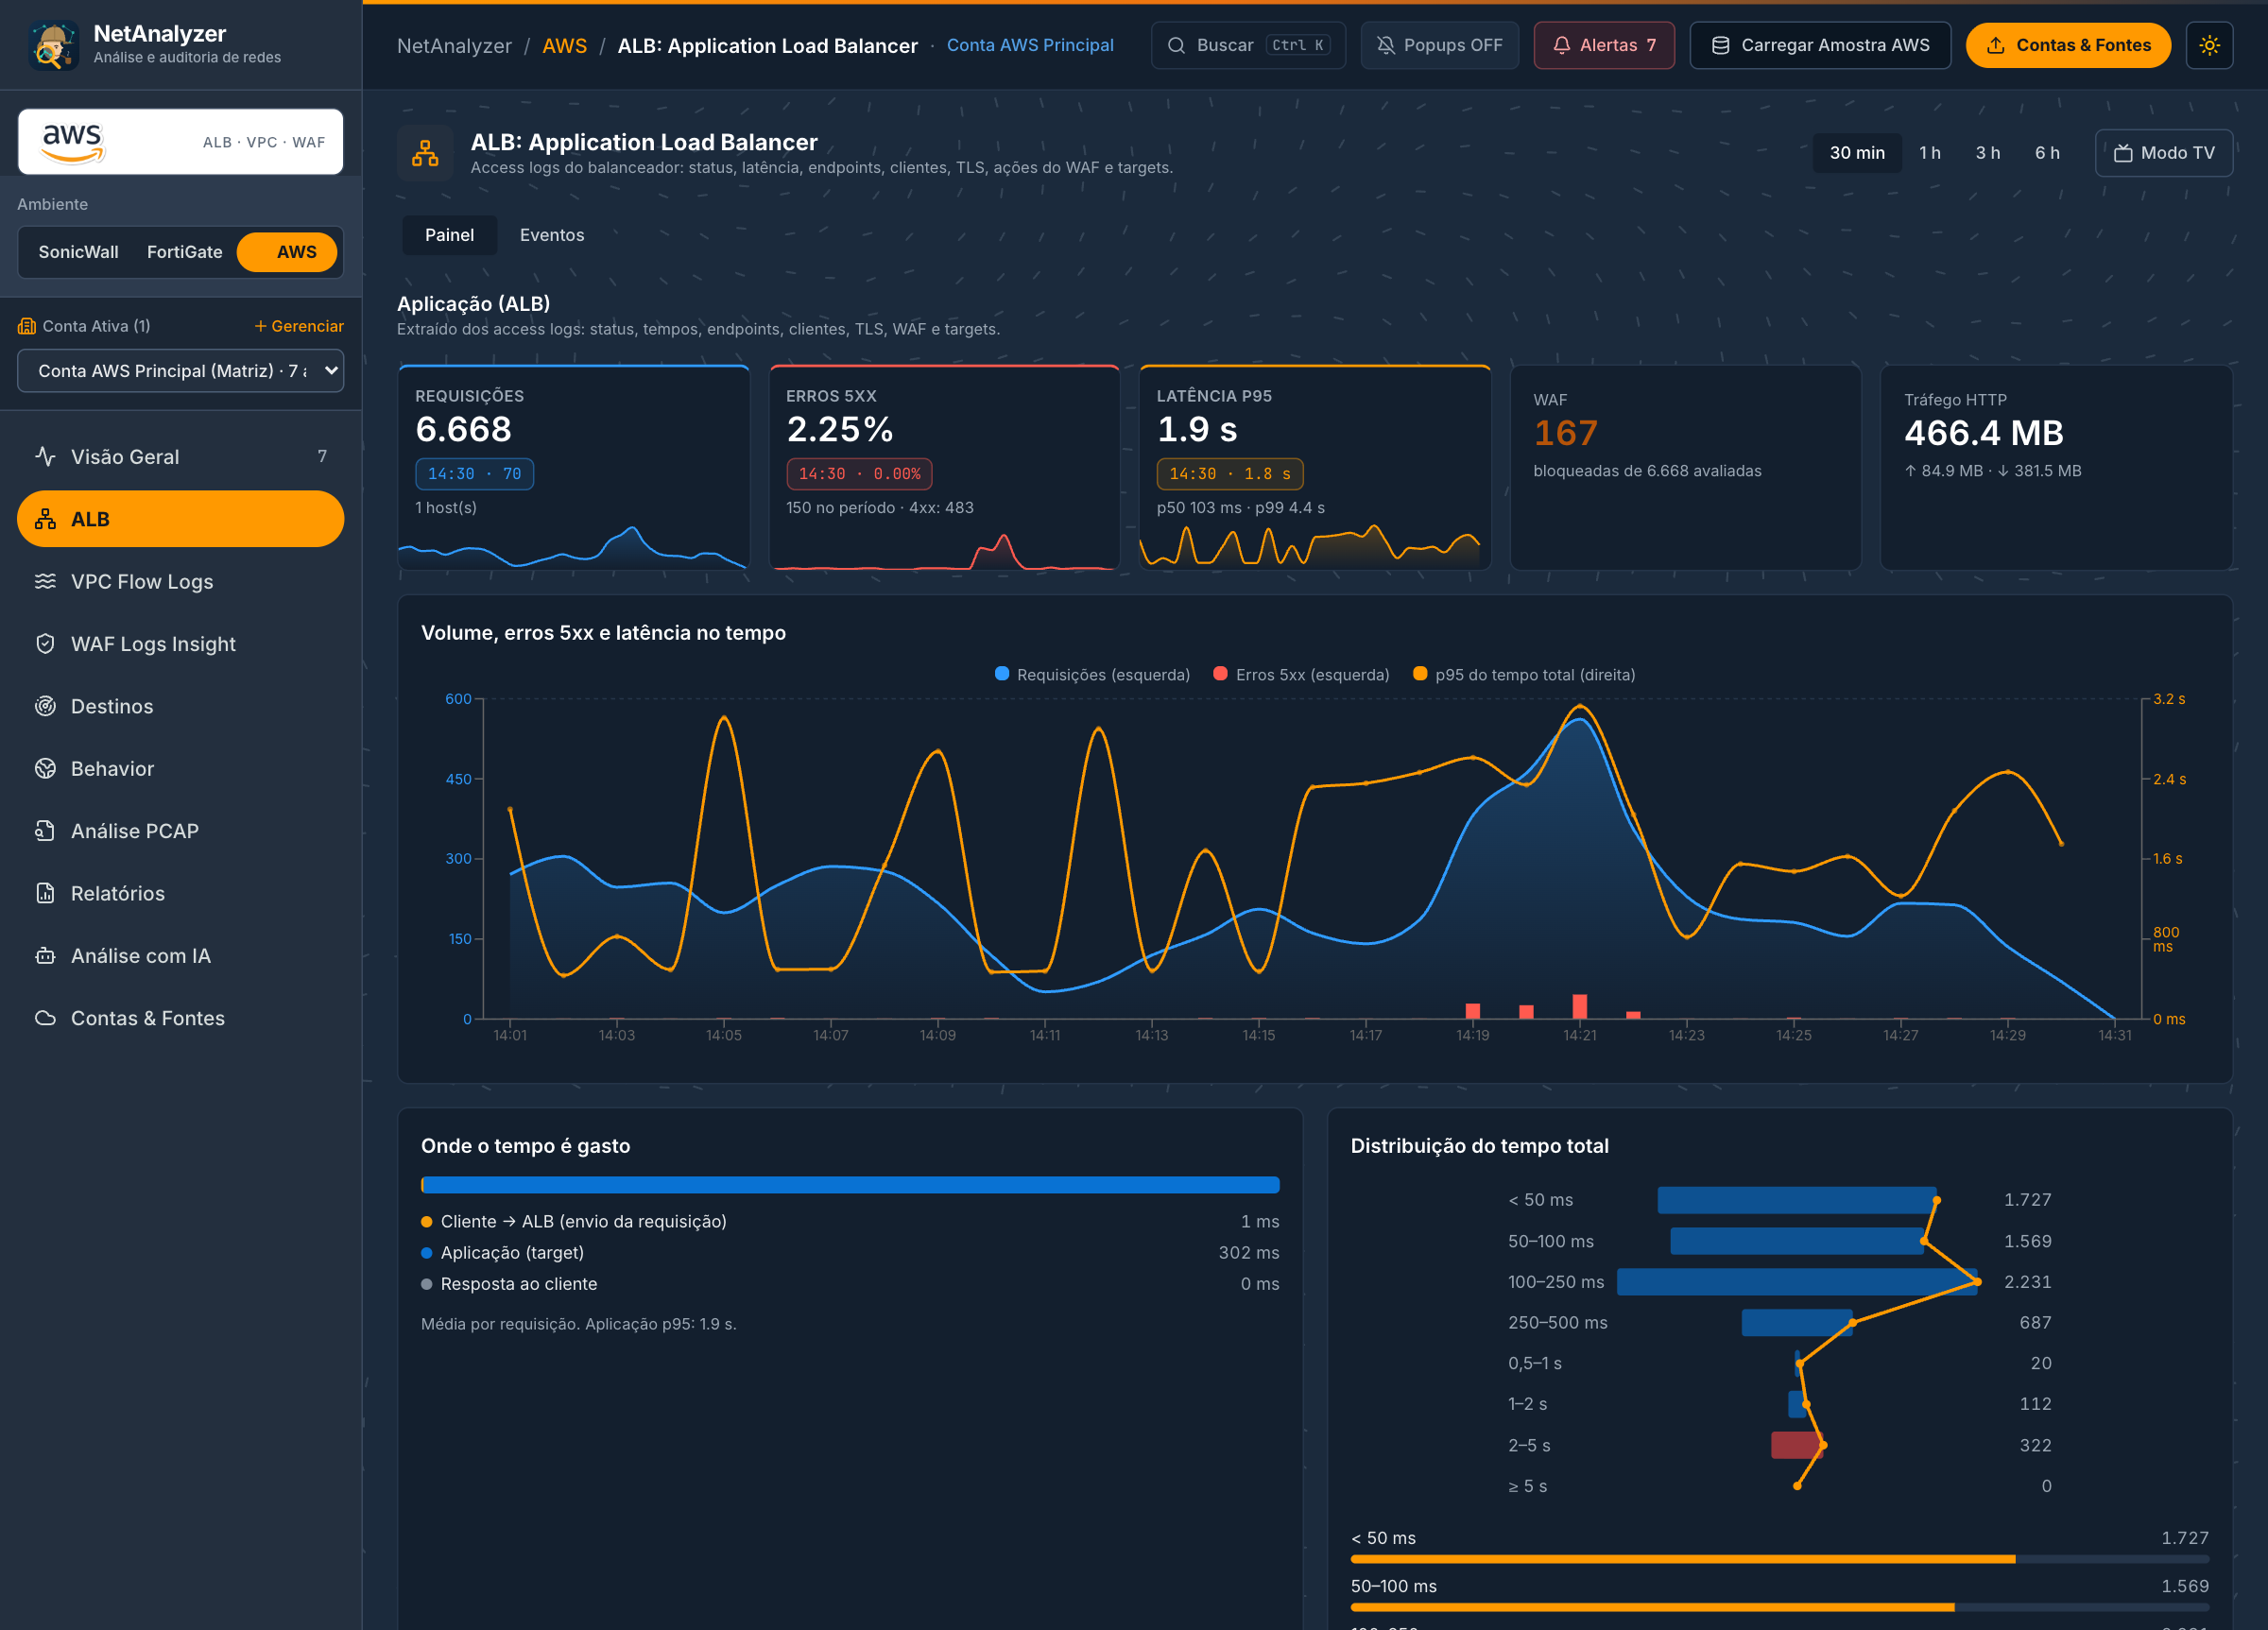 NetAnalyzer
Análise e auditoria de redes
aws
ALB · VPC · WAF
Ambiente
SonicWall FortiGate AWS
Conta Ativa (1) + Gerenciar
Conta AWS Principal (Matriz) · 7
Visão Geral 7
ALB
VPC Flow Logs
WAF Logs Insight
Destinos
Behavior
Análise PCAP
Relatórios
Análise com IA
Contas & Fontes
NetAnalyzer / AWS / ALB: Application Load Balancer · Conta AWS Principal
Buscar Ctrl K
Popups OFF
Alertas 7
Carregar Amostra AWS
Contas & Fontes
ALB: Application Load Balancer
Access logs do balanceador: status, latência, endpoints, clientes, TLS, ações do WAF e targets.
30 min 1 h 3 h 6 h
Modo TV
Painel Eventos
Aplicação (ALB)
Extraído dos access logs: status, tempos, endpoints, clientes, TLS, WAF e targets.
REQUISIÇÕES
6.668
14:30 · 70
1 host(s)
ERROS 5XX
2.25%
14:30 · 0.00%
150 no período · 4xx: 483
LATÊNCIA P95
1.9 s
14:30 · 1.8 s
p50 103 ms · p99 4.4 s
WAF
167
bloqueadas de 6.668 avaliadas
Tráfego HTTP
466.4 MB
↑ 84.9 MB · ↓ 381.5 MB
Volume, erros 5xx e latência no tempo
Requisições (esquerda) Erros 5xx (esquerda) p95 do tempo total (direita)
600 3.2 s
450 2.4 s
300 1.6 s
150 800 ms
0 0 ms
14:01 14:03 14:05 14:07 14:09 14:11 14:13 14:15 14:17 14:19 14:21 14:23 14:25 14:27 14:29 14:31
Onde o tempo é gasto
Cliente → ALB (envio da requisição) 1 ms
Aplicação (target) 302 ms
Resposta ao cliente 0 ms
Média por requisição. Aplicação p95: 1.9 s.
Distribuição do tempo total
< 50 ms 1.727
50–100 ms 1.569
100–250 ms 2.231
250–500 ms 687
0,5–1 s 20
1–2 s 112
2–5 s 322
≥ 5 s 0
< 50 ms 1.727
50–100 ms 1.569